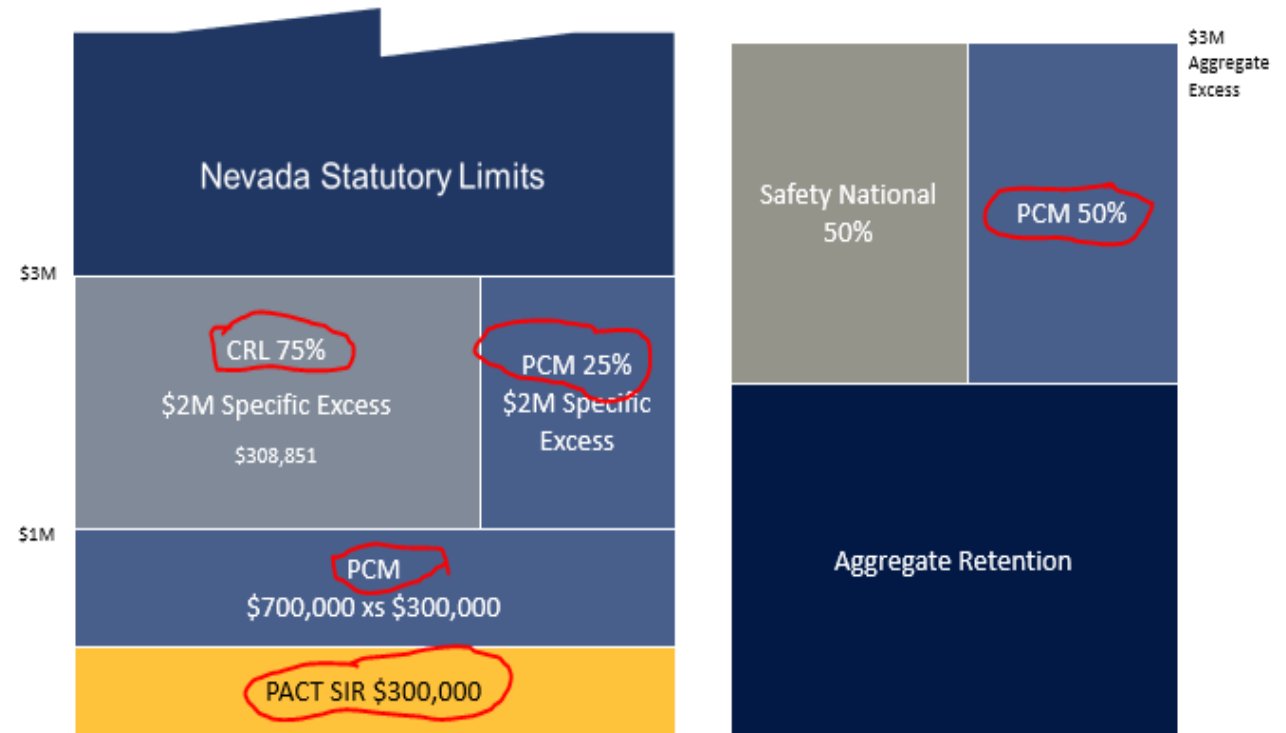 Nevada Statutory Limits
$3M
CRL 75%
$2M Specific Excess
$308,851
PCM 25%
$2M Specific
Excess
$1M
PCM
$700,000 xs $300,000
PACT SIR $300,000
$3M
Aggregate
Excess
Safety National
50%
PCM 50%
Aggregate Retention